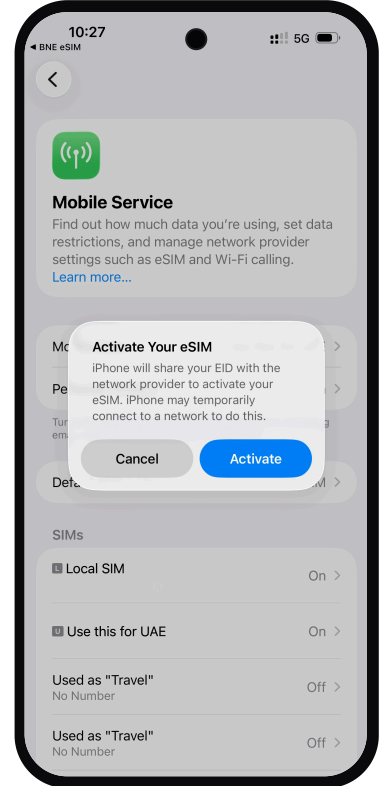 10:27
5G
◀ BNE eSIM
Mobile Service
Find out how much data you're using, set data
restrictions, and manage network provider
settings such as eSIM and Wi-Fi calling.
Learn more...
Activate Your eSIM
iPhone will share your EID with the
network provider to activate your
eSIM. iPhone may temporarily
connect to a network to do this.
Cancel
Activate
SIMs
L Local SIM
On
U Use this for UAE
On
Used as "Travel"
No Number
Off
Used as "Travel"
No Number
Off